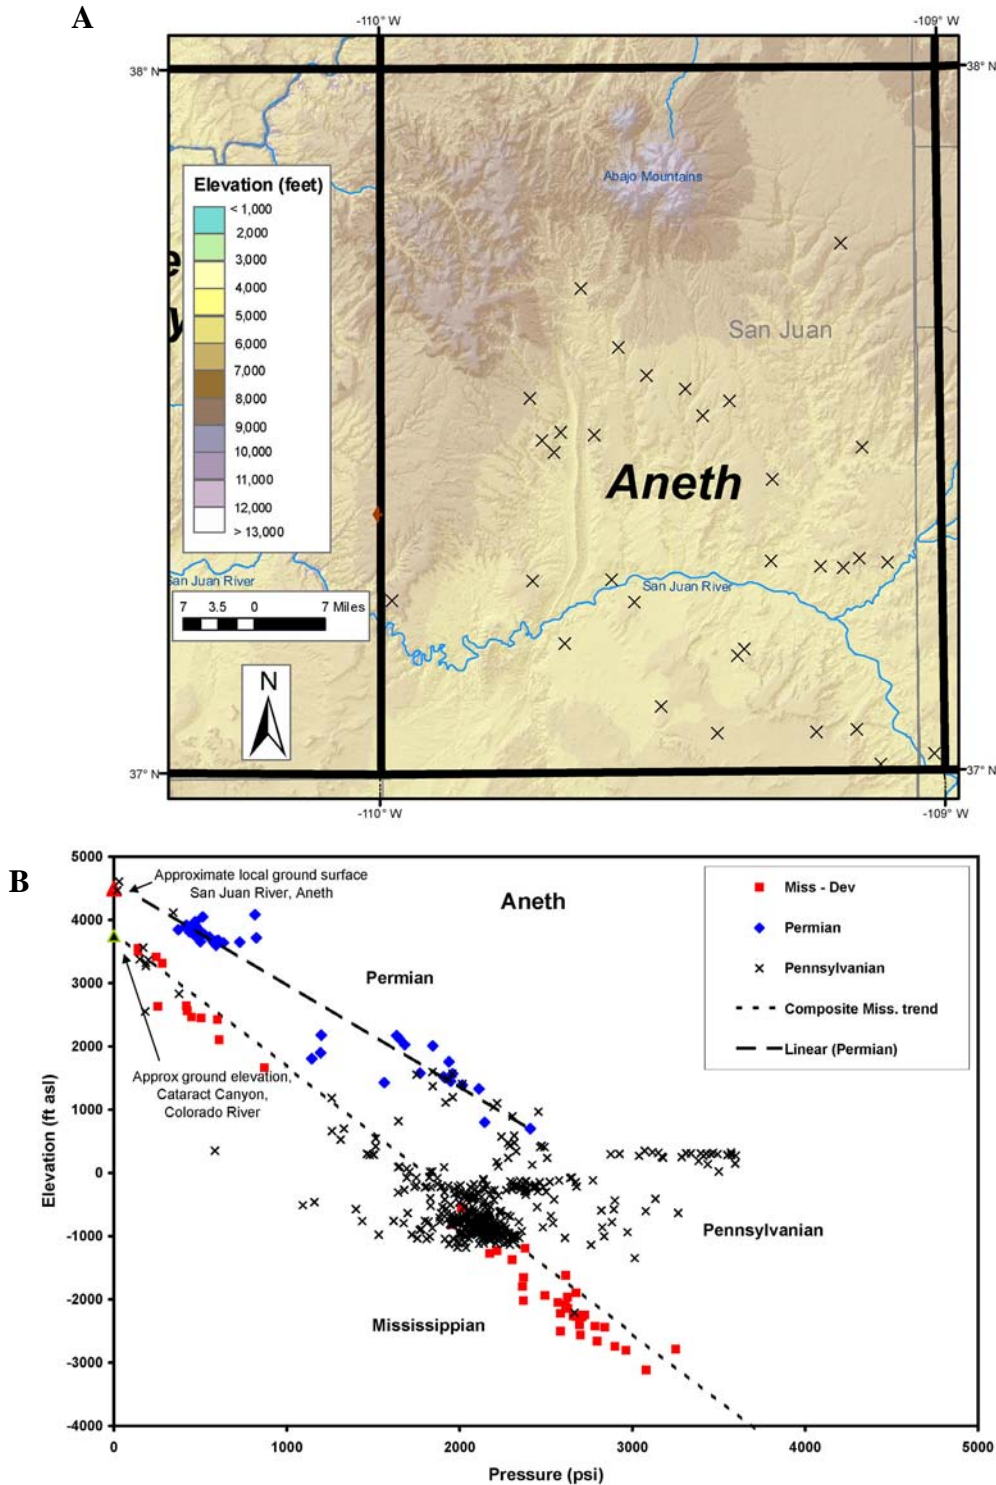 A
-110° W
-109° W
38° N
38° N
Abajo Mountains
Elevation (feet)
< 1,000
2,000
3,000
4,000
5,000
6,000
7,000
8,000
9,000
10,000
11,000
12,000
> 13,000
e
y
San Juan
Aneth
San Juan River
San Juan River
7 3.5 0 7 Miles
N
37° N
37° N
-110° W
-109° W
B
5000
4000
3000
2000
1000
0
-1000
-2000
-3000
-4000
Elevation (ft asl)
Approximate local ground surface
San Juan River, Aneth
Aneth
Permian
Approx ground elevation,
Cataract Canyon,
Colorado River
Pennsylvanian
Mississippian
Miss - Dev
Permian
Pennsylvanian
Composite Miss. trend
Linear (Permian)
0 1000 2000 3000 4000 5000
Pressure (psi)